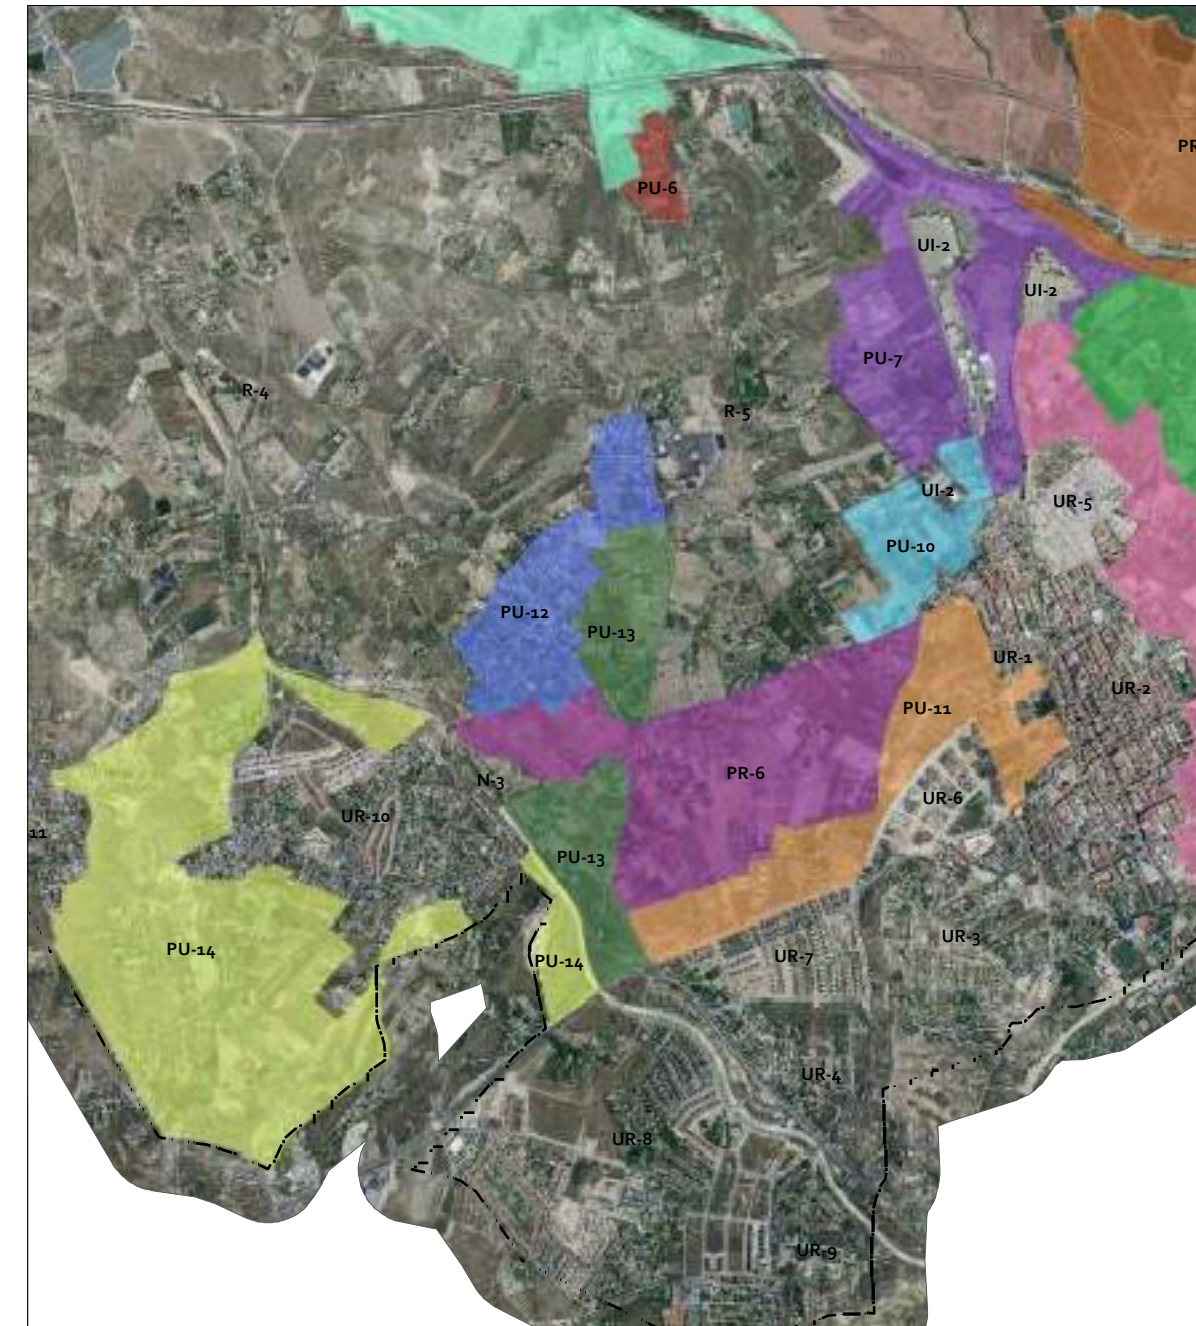 PR
PU-6
UI-2
UI-2
PU-7
R-4
R-5
UI-2
UR-5
PU-10
PU-12
PU-13
UR-1
UR-2
PU-11
PR-6
N-3
UR-6
UR-10
11
PU-13
UR-3
PU-14
UR-7
PU-14
UR-4
UR-8
UR-9